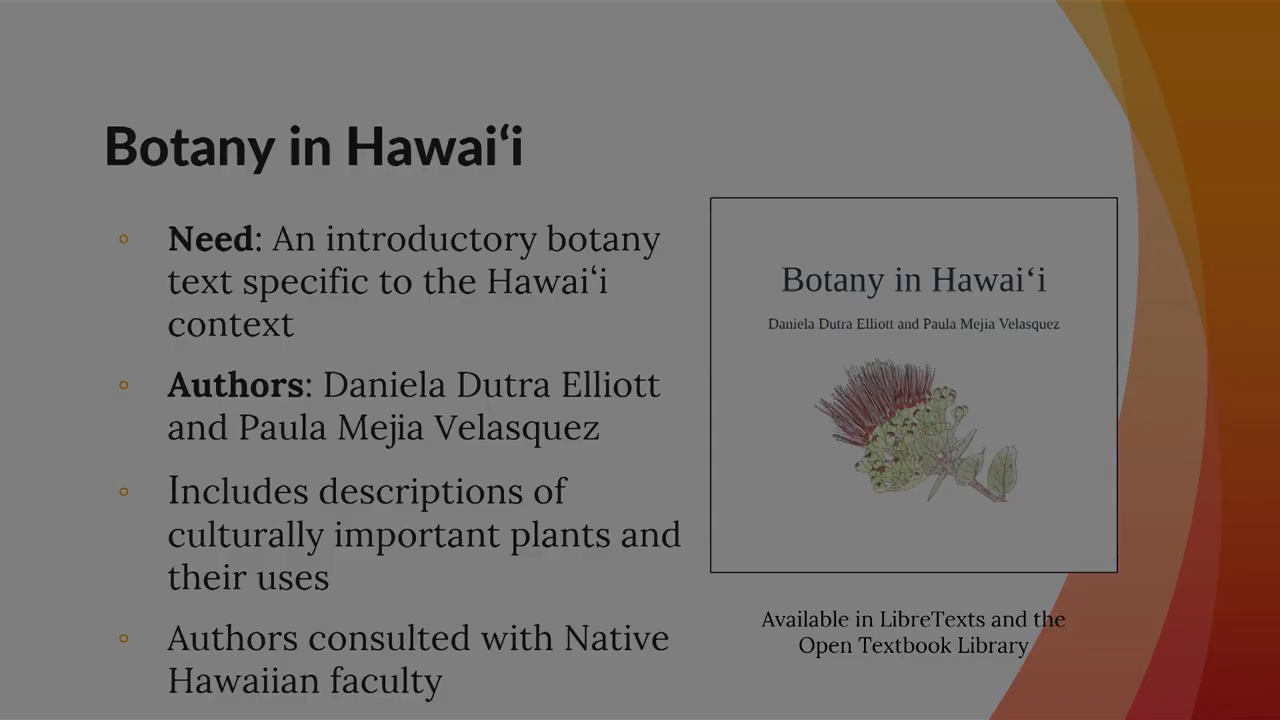 Botany in Hawaiʻi
Need: An introductory botany
text specific to the Hawaiʻi
context
Authors: Daniela Dutra Elliott
and Paula Mejia Velasquez
Includes descriptions of
culturally important plants and
their uses
Authors consulted with Native
Hawaiian faculty
Botany in Hawaiʻi
Daniela Dutra Elliott and Paula Mejia Velasquez
Available in LibreTexts and the
Open Textbook Library